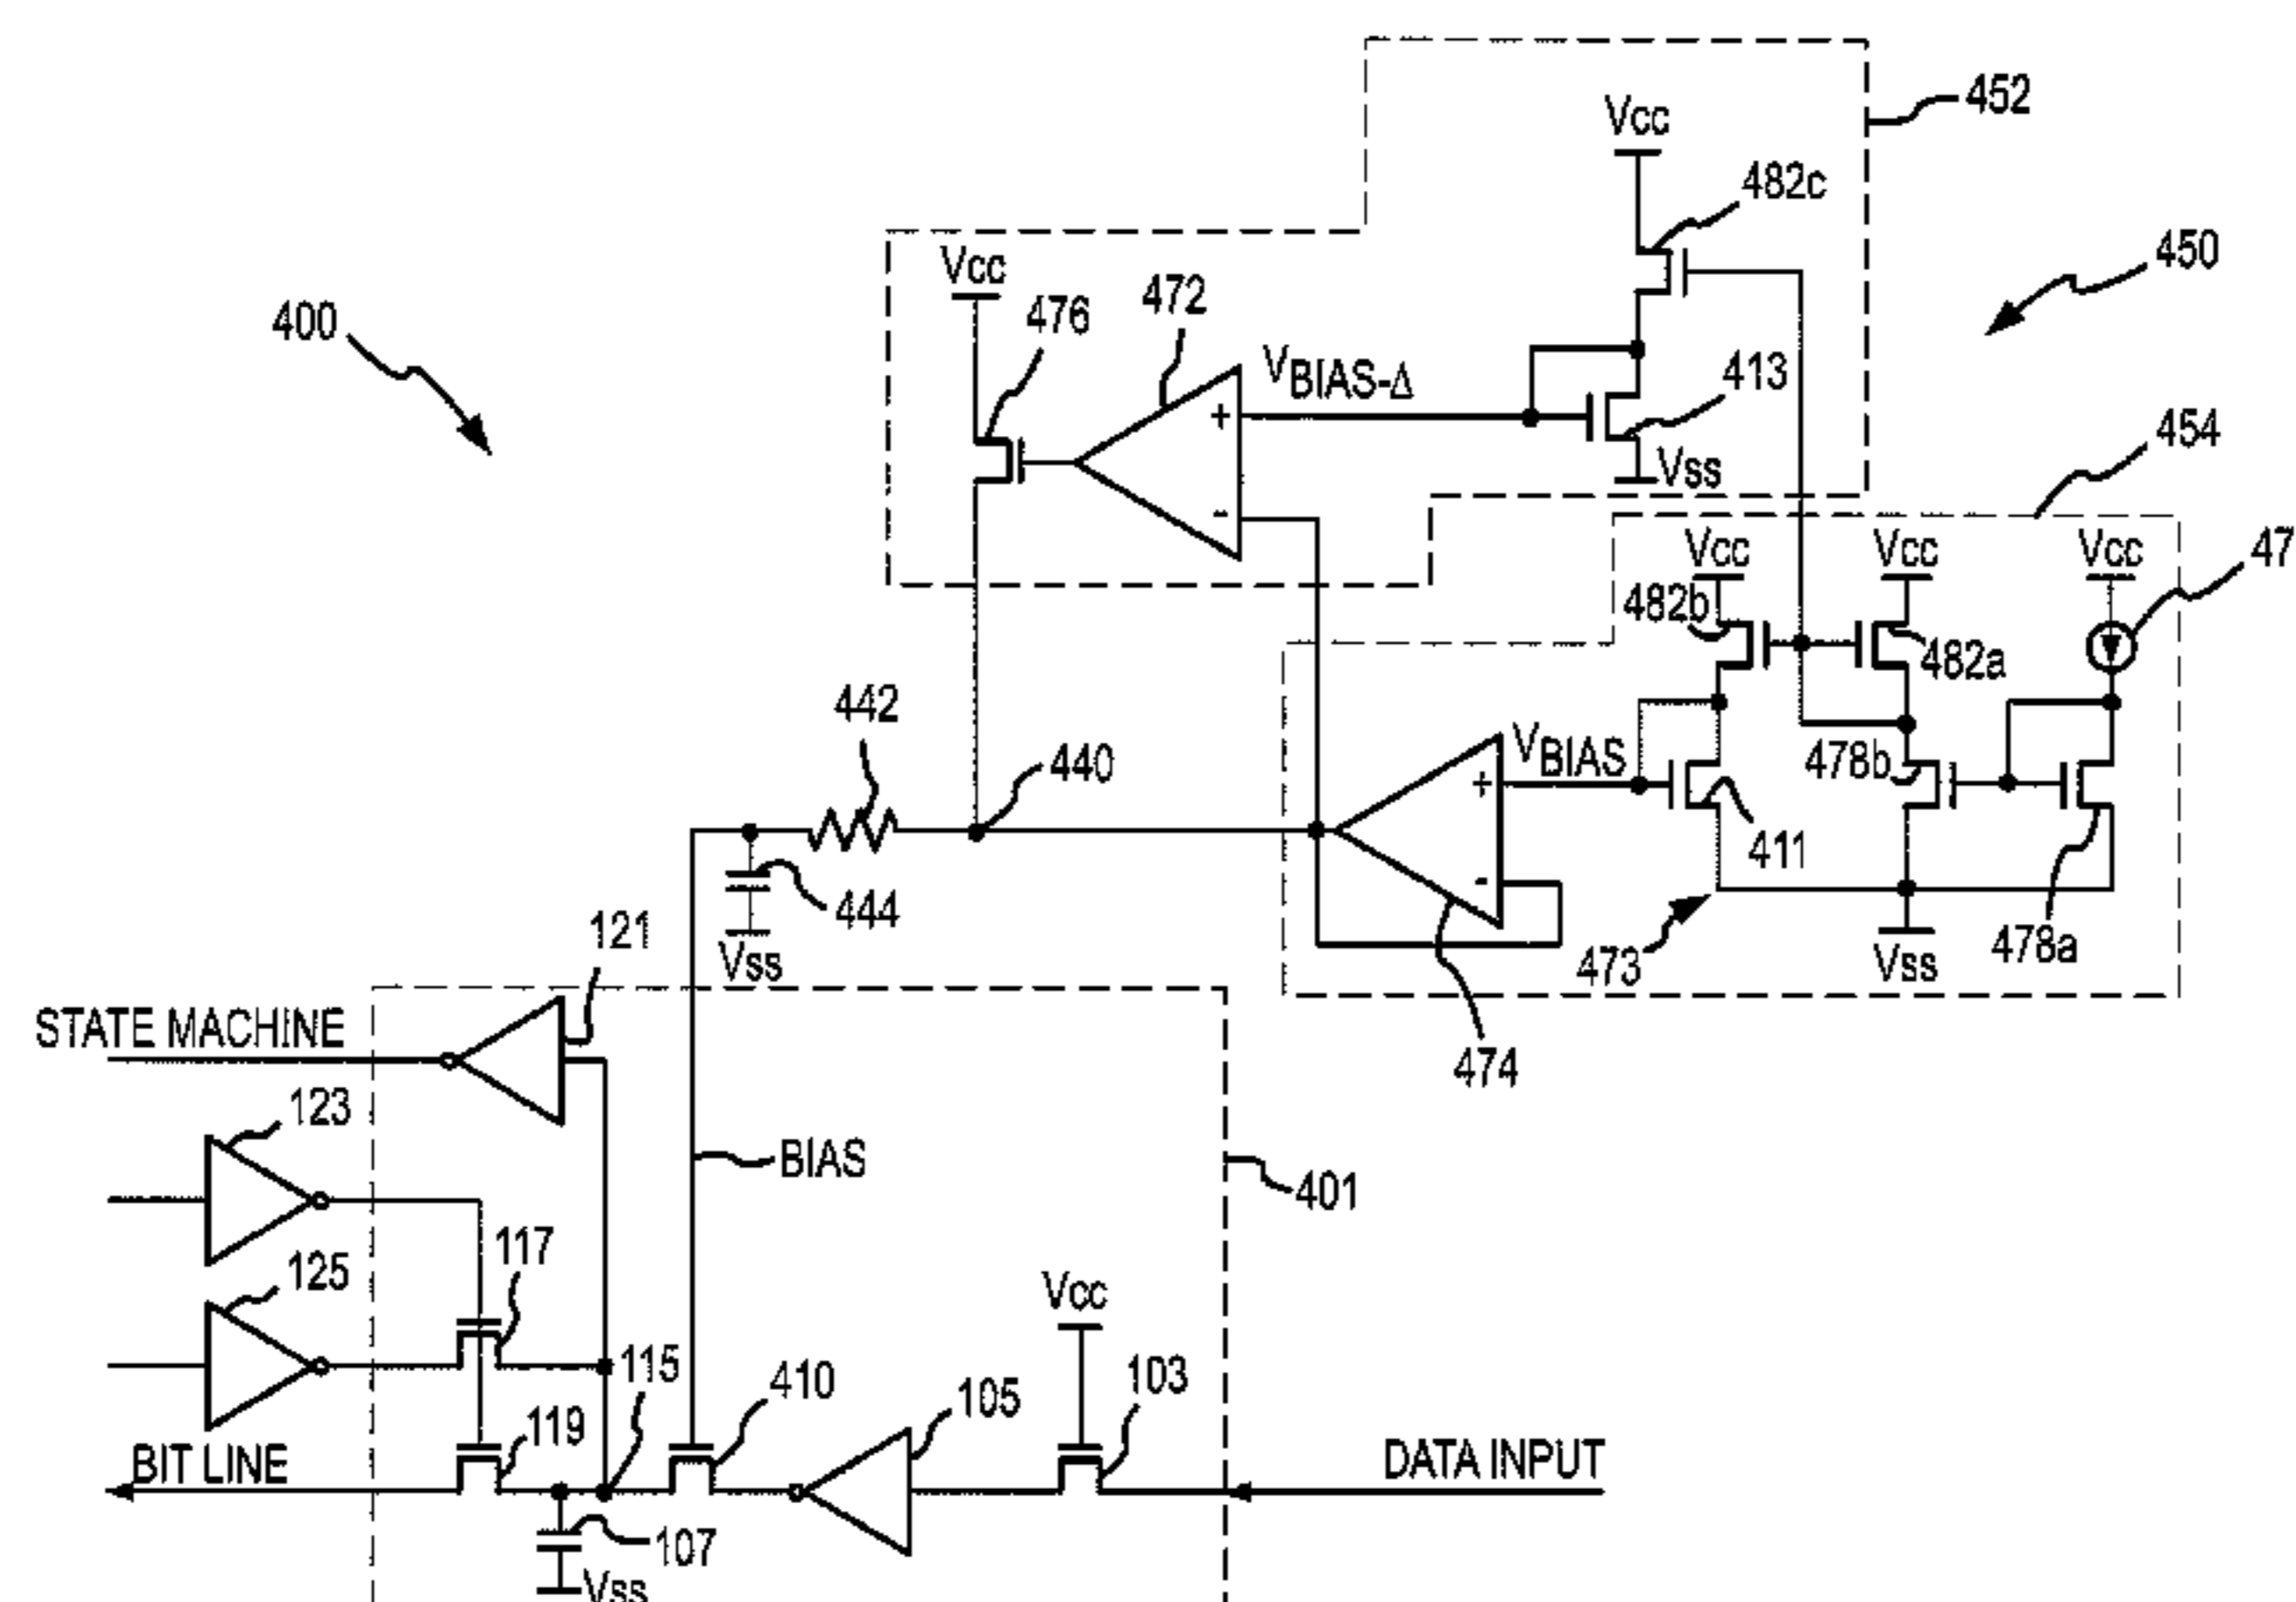 452
Vcc
482c
450
Vcc
472
400
476
VBIAS-Δ
413
454
+
Vss
-
Vcc
Vcc
Vcc
47
482b
482a
442
440
VBIAS
478b
+
411
444
-
121
Vss
473
Vss
478a
STATE MACHINE
474
123
BIAS
401
117
125
Vcc
115
410
105
103
119
BIT LINE
DATA INPUT
107
Vss